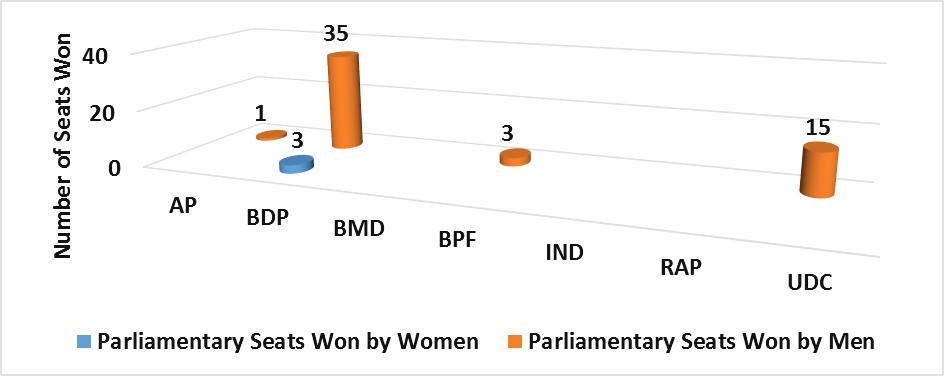 Number of Seats Won
40
20
0
35
1
3
3
15
AP
BDP
BMD
BPF
IND
RAP
UDC
Parliamentary Seats Won by Women
Parliamentary Seats Won by Men